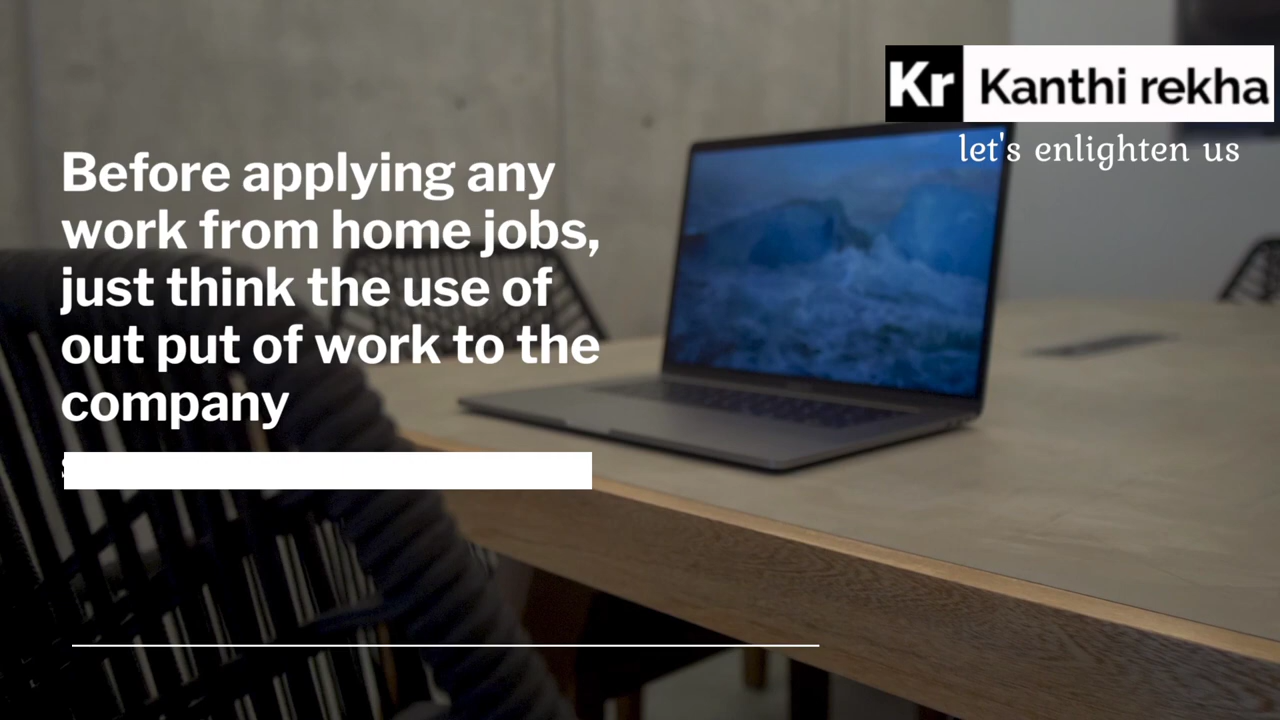 Kr Kanthi rekha
let's enlighten us
Before applying any
work from home jobs,
just think the use of
out put of work to the
company